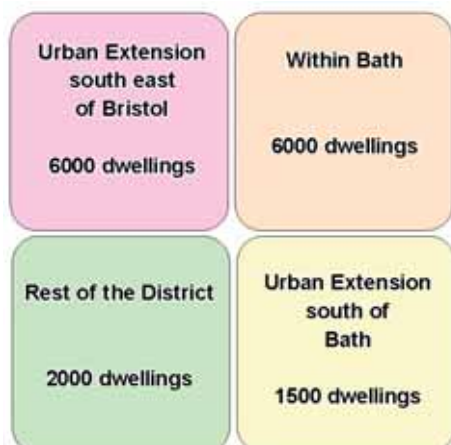 Urban Extension
south east
of Bristol
6000 dwellings
Within Bath
6000 dwellings
Rest of the District
2000 dwellings
Urban Extension
south of
Bath
1500 dwellings